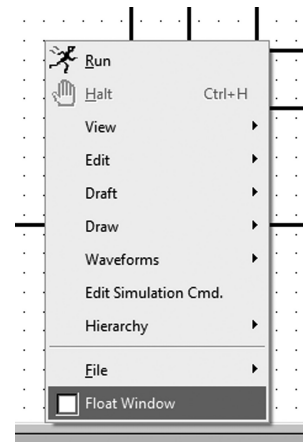 Run
Halt Ctrl+H
View
Edit
Draft
Draw
Waveforms
Edit Simulation Cmd.
Hierarchy
File
Float Window